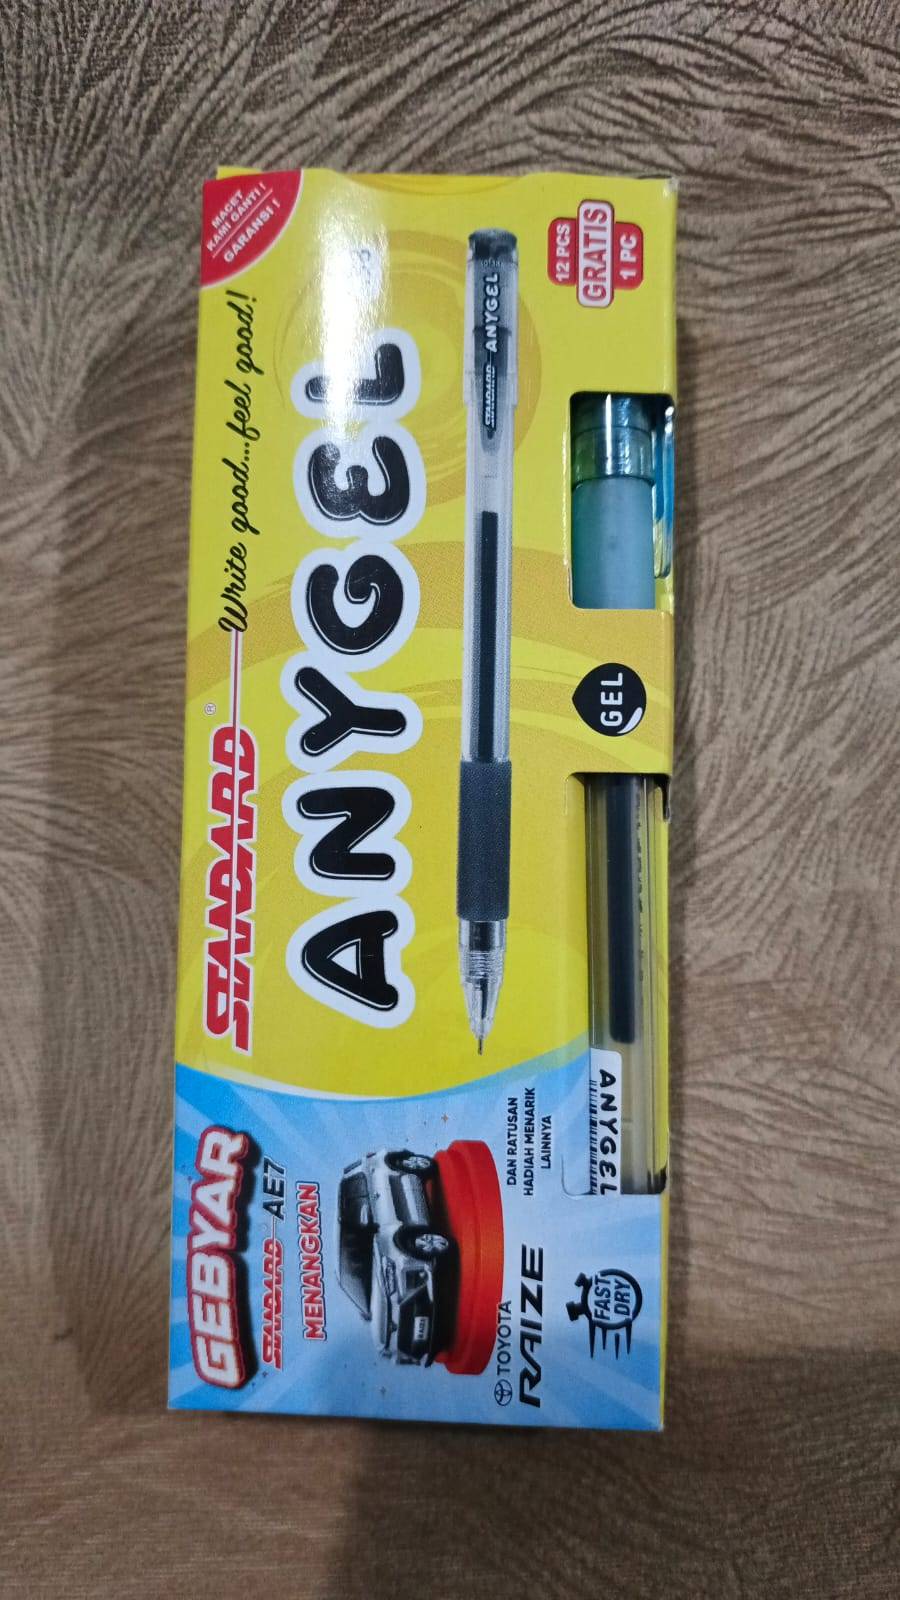 MACET
KAMI GANTI !
GARANSI !
STANDARD® Write good...feel good!
ANYGEL
STANDARD ANYGEL
12 PCS
GRATIS
1 PC
GEL
ANYGEL
GEBYAR
STANDARD AE7
MENANGKAN
TOYOTA
RAIZE
DAN RATUSAN
HADIAH MENARIK
LAINNYA
FAST
DRY